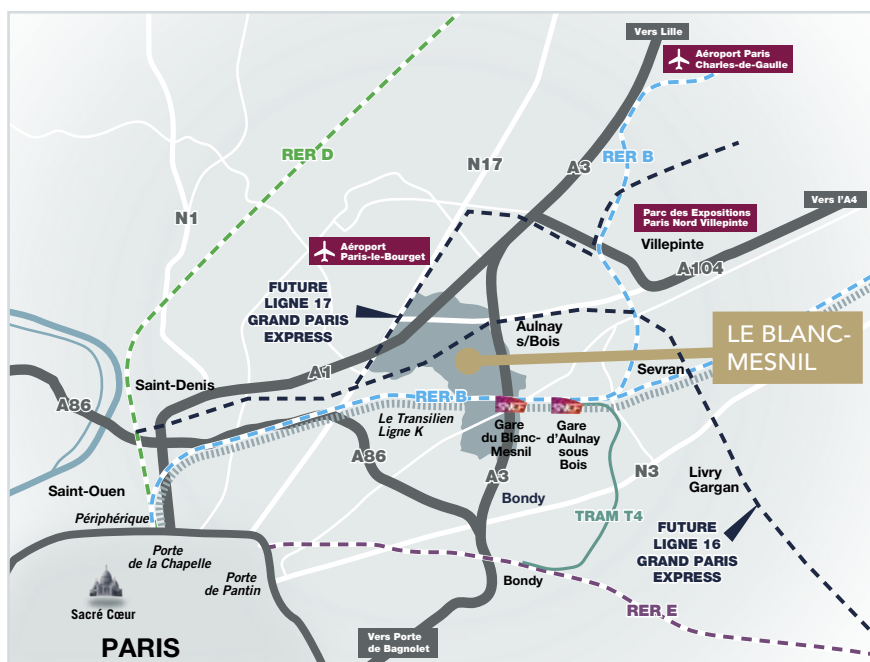 Vers Lille
Aéroport Paris
Charles-de-Gaulle
RER D
RER B
N17
A3
N1
Vers l'A4
Parc des Expositions
Paris Nord Villepinte
Villepinte
Aéroport
Paris-le-Bourget
A104
FUTURE
LIGNE 17
GRAND PARIS
EXPRESS
Aulnay
s/Bois
LE BLANC-
MESNIL
Sevran
A1
Saint-Denis
RER B
A86
Le Transilien
Ligne K
SNCF
SNCF
Gare
du Blanc-
Mesnil
Gare
d'Aulnay
sous
Bois
A86
A3
N3
Livry
Gargan
Saint-Ouen
Bondy
Périphérique
TRAM T4
FUTURE
LIGNE 16
GRAND PARIS
EXPRESS
Porte
de la Chapelle
Porte
de Pantin
Bondy
Sacré Cœur
RER E
PARIS
Vers Porte
de Bagnolet